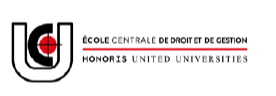 ÉCOLE CENTRALE DE DROIT ET DE GESTION
HONORIS UNITED UNIVERSITIES